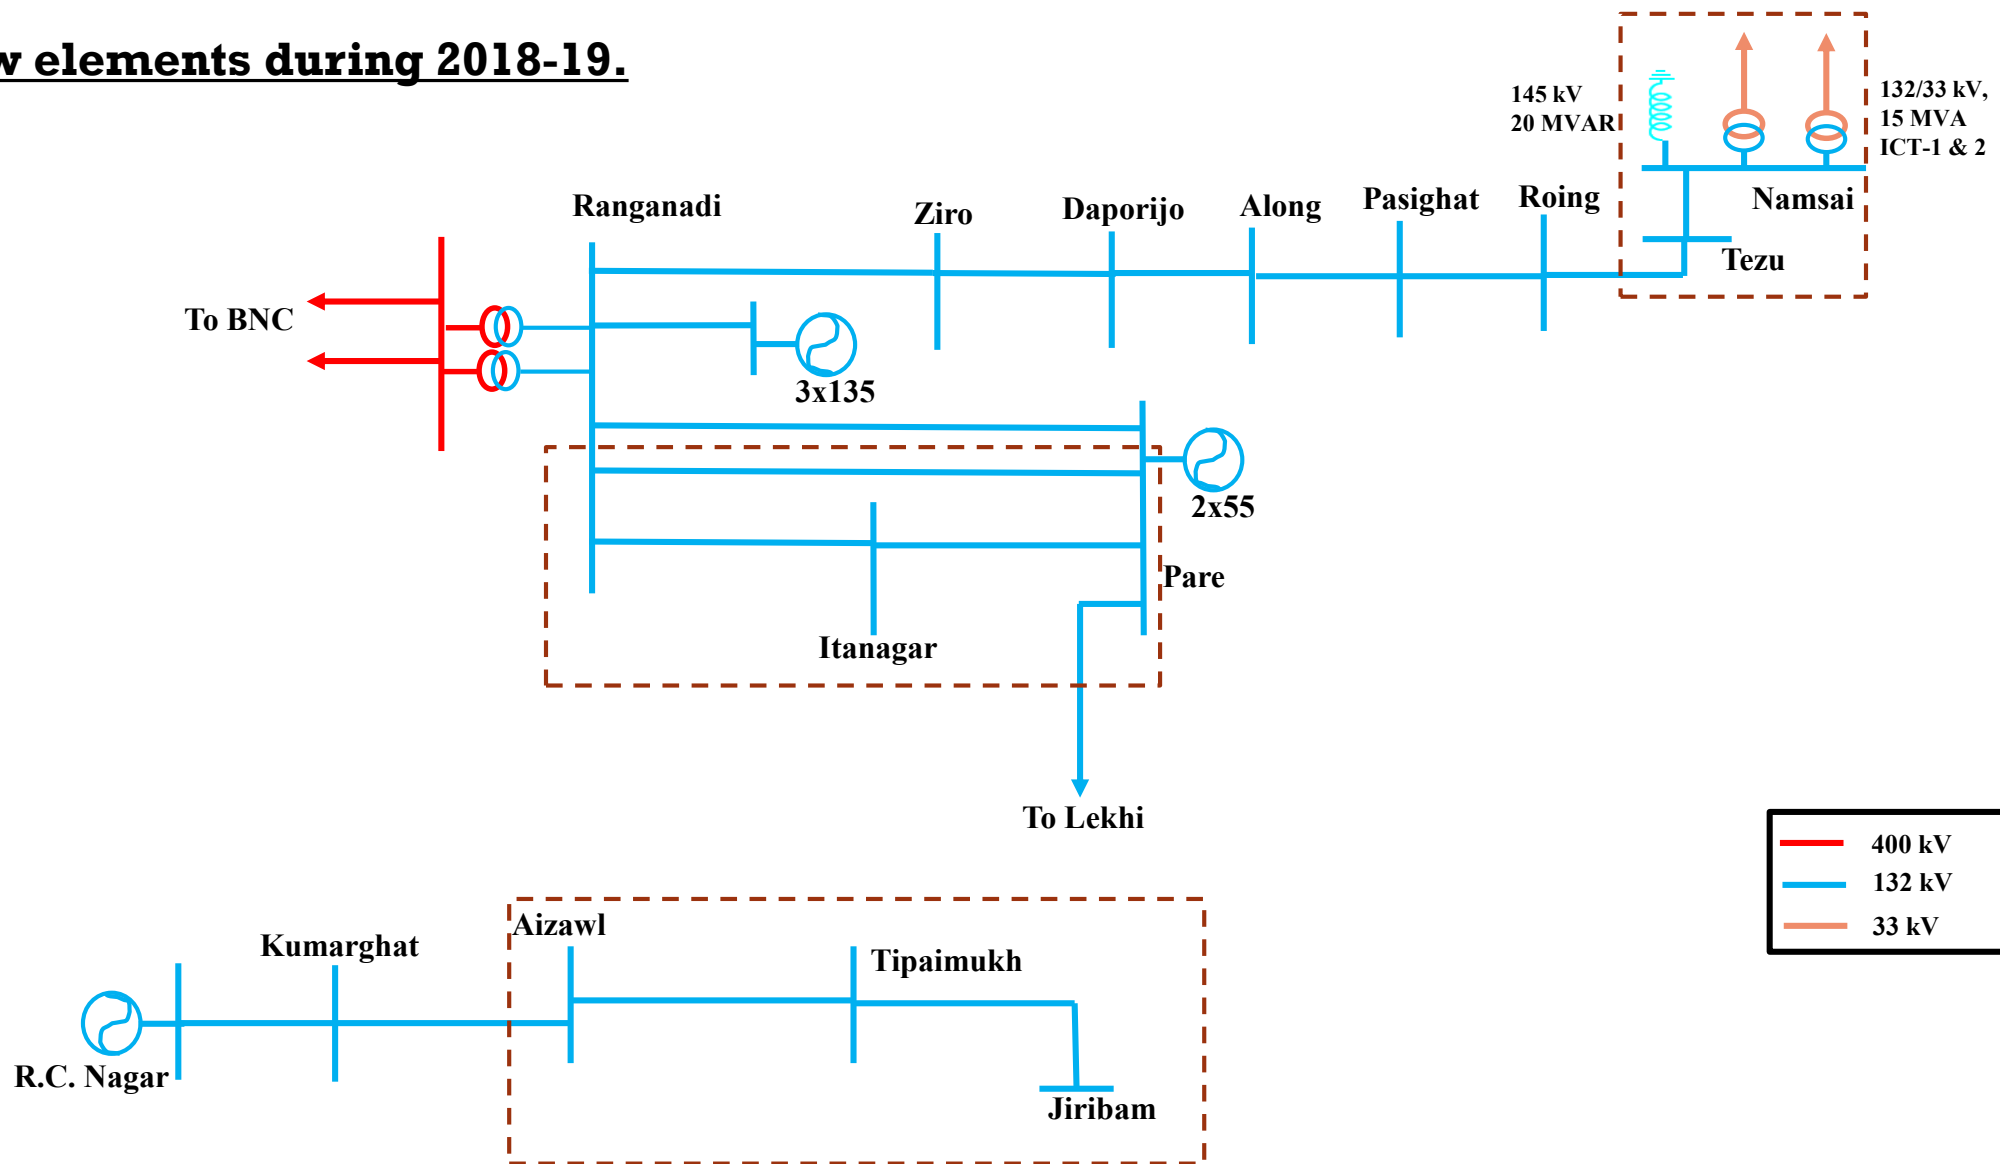 w elements during 2018-19.
145 kV
20 MVAR
132/33 kV,
15 MVA
ICT-1 & 2
Ranganadi
Ziro
Daporijo
Along
Pasighat
Roing
Namsai
Tezu
To BNC
3x135
2x55
Pare
Itanagar
To Lekhi
400 kV
132 kV
33 kV
Aizawl
Kumarghat
Tipaimukh
R.C. Nagar
Jiribam